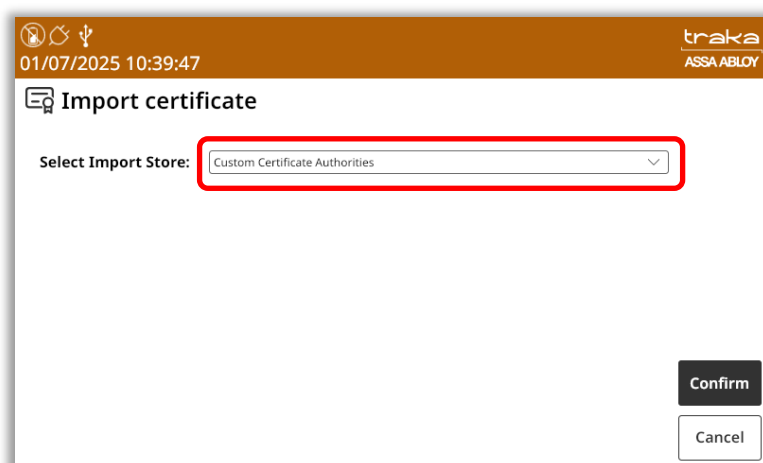 traka
01/07/2025 10:39:47
ASSA ABLOY
Import certificate
Select Import Store: Custom Certificate Authorities
Confirm
Cancel